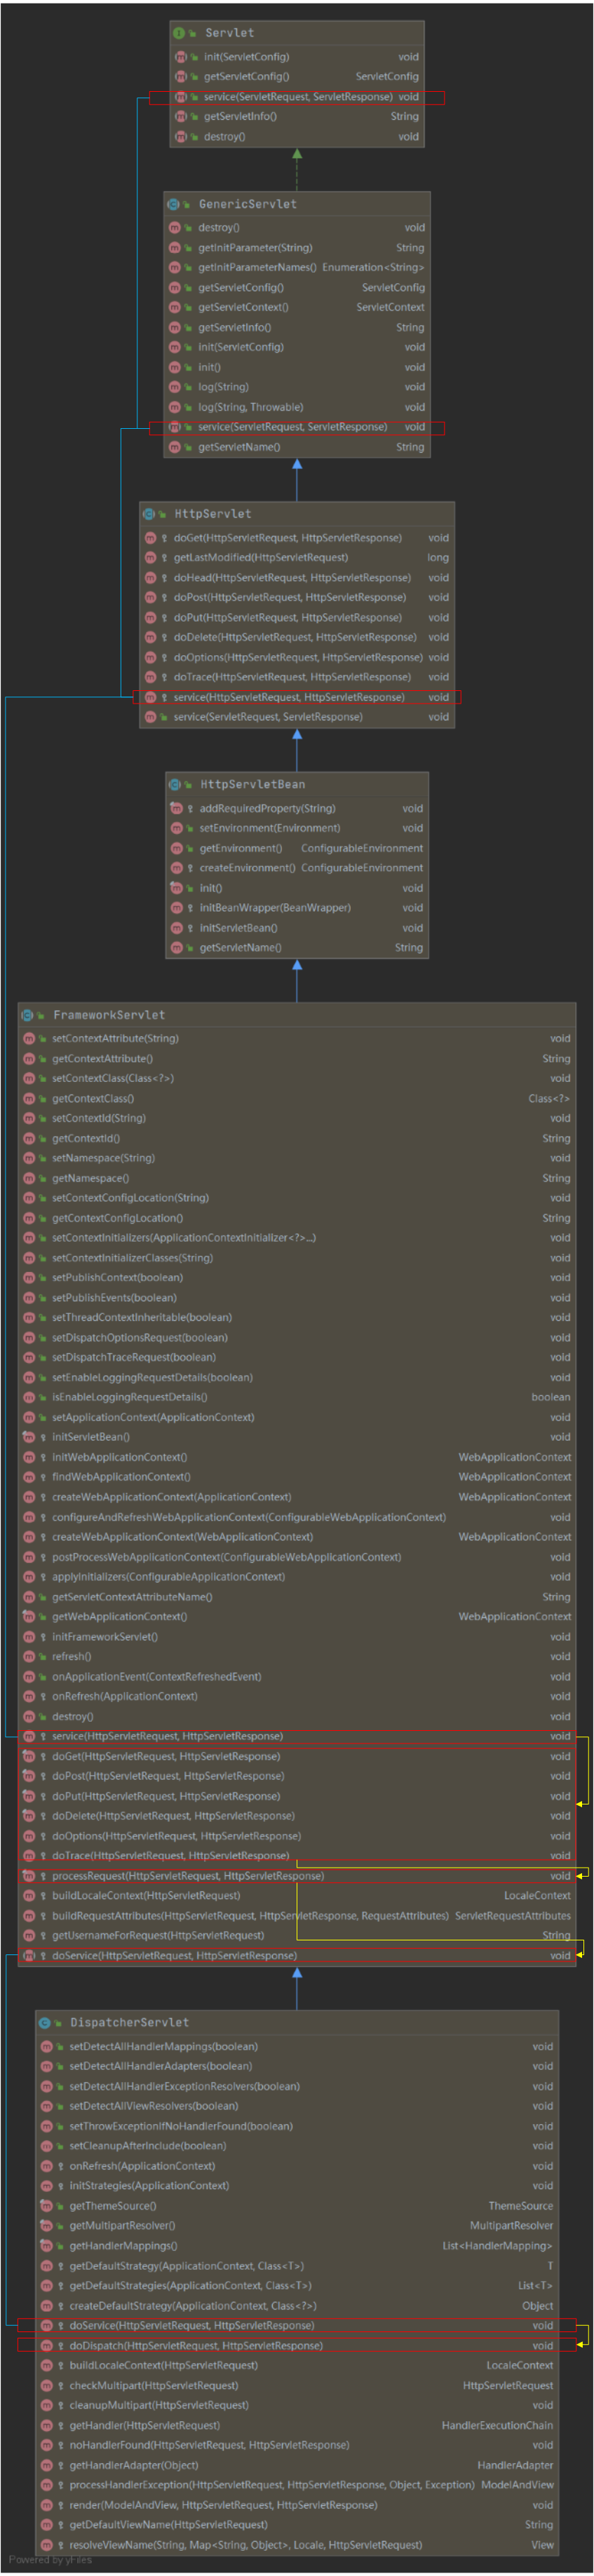 Servlet
init(ServletConfig) void
getServletConfig() ServletConfig
service(ServletRequest, ServletResponse) void
getServletInfo() String
destroy() void
GenericServlet
destroy() void
getInitParameter(String) String
getInitParameterNames() Enumeration<String>
getServletConfig() ServletConfig
getServletContext() ServletContext
getServletInfo() String
init(ServletConfig) void
init() void
log(String) void
log(String, Throwable) void
service(ServletRequest, ServletResponse) void
getServletName() String
HttpServlet
doGet(HttpServletRequest, HttpServletResponse) void
getLastModified(HttpServletRequest) long
doHead(HttpServletRequest, HttpServletResponse) void
doPost(HttpServletRequest, HttpServletResponse) void
doPut(HttpServletRequest, HttpServletResponse) void
doDelete(HttpServletRequest, HttpServletResponse) void
doOptions(HttpServletRequest, HttpServletResponse) void
doTrace(HttpServletRequest, HttpServletResponse) void
service(HttpServletRequest, HttpServletResponse) void
service(ServletRequest, ServletResponse) void
HttpServletBean
addRequiredProperty(String) void
setEnvironment(Environment) void
getEnvironment() ConfigurableEnvironment
createEnvironment() ConfigurableEnvironment
init() void
initBeanWrapper(BeanWrapper) void
initServletBean() void
getServletName() String
FrameworkServlet
setContextAttribute(String) void
getContextAttribute() String
setContextClass(Class<?>) void
getContextClass() Class<?>
setContextId(String) void
getContextId() String
setNamespace(String) void
getNamespace() String
setContextConfigLocation(String) void
getContextConfigLocation() String
setContextInitializers(ApplicationContextInitializer<?>...) void
setContextInitializerClasses(String) void
setPublishContext(boolean) void
setPublishEvents(boolean) void
setThreadContextInheritable(boolean) void
setDispatchOptionsRequest(boolean) void
setDispatchTraceRequest(boolean) void
setEnableLoggingRequestDetails(boolean) void
isEnableLoggingRequestDetails() boolean
setApplicationContext(ApplicationContext) void
initServletBean() void
initWebApplicationContext() WebApplicationContext
findWebApplicationContext() WebApplicationContext
createWebApplicationContext(ApplicationContext) WebApplicationContext
configureAndRefreshWebApplicationContext(ConfigurableWebApplicationContext) void
createWebApplicationContext(WebApplicationContext) WebApplicationContext
postProcessWebApplicationContext(ConfigurableWebApplicationContext) void
applyInitializers(ConfigurableApplicationContext) void
getServletContextAttributeName() String
getWebApplicationContext() WebApplicationContext
initFrameworkServlet() void
refresh() void
onApplicationEvent(ContextRefreshedEvent) void
onRefresh(ApplicationContext) void
destroy() void
service(HttpServletRequest, HttpServletResponse) void
doGet(HttpServletRequest, HttpServletResponse) void
doPost(HttpServletRequest, HttpServletResponse) void
doPut(HttpServletRequest, HttpServletResponse) void
doDelete(HttpServletRequest, HttpServletResponse) void
doOptions(HttpServletRequest, HttpServletResponse) void
doTrace(HttpServletRequest, HttpServletResponse) void
processRequest(HttpServletRequest, HttpServletResponse) void
buildLocaleContext(HttpServletRequest) LocaleContext
buildRequestAttributes(HttpServletRequest, HttpServletResponse, RequestAttributes) ServletRequestAttributes
getUsernameForRequest(HttpServletRequest) String
doService(HttpServletRequest, HttpServletResponse) void
DispatcherServlet
setDetectAllHandlerMappings(boolean) void
setDetectAllHandlerAdapters(boolean) void
setDetectAllHandlerExceptionResolvers(boolean) void
setDetectAllViewResolvers(boolean) void
setThrowExceptionIfNoHandlerFound(boolean) void
setCleanupAfterInclude(boolean) void
onRefresh(ApplicationContext) void
initStrategies(ApplicationContext) void
getThemeSource() ThemeSource
getMultipartResolver() MultipartResolver
getHandlerMappings() List<HandlerMapping>
getDefaultStrategy(ApplicationContext, Class<T>) T
getDefaultStrategies(ApplicationContext, Class<T>) List<T>
createDefaultStrategy(ApplicationContext, Class<?>) Object
doService(HttpServletRequest, HttpServletResponse) void
doDispatch(HttpServletRequest, HttpServletResponse) void
buildLocaleContext(HttpServletRequest) LocaleContext
checkMultipart(HttpServletRequest) HttpServletRequest
cleanupMultipart(HttpServletRequest) void
getHandler(HttpServletRequest) HandlerExecutionChain
noHandlerFound(HttpServletRequest, HttpServletResponse) void
getHandlerAdapter(Object) HandlerAdapter
processHandlerException(HttpServletRequest, HttpServletResponse, Object, Exception) ModelAndView
render(ModelAndView, HttpServletRequest, HttpServletResponse) void
getDefaultViewName(HttpServletRequest) String
resolveViewName(String, Map<String, Object>, Locale, HttpServletRequest) View
Powered by yFiles